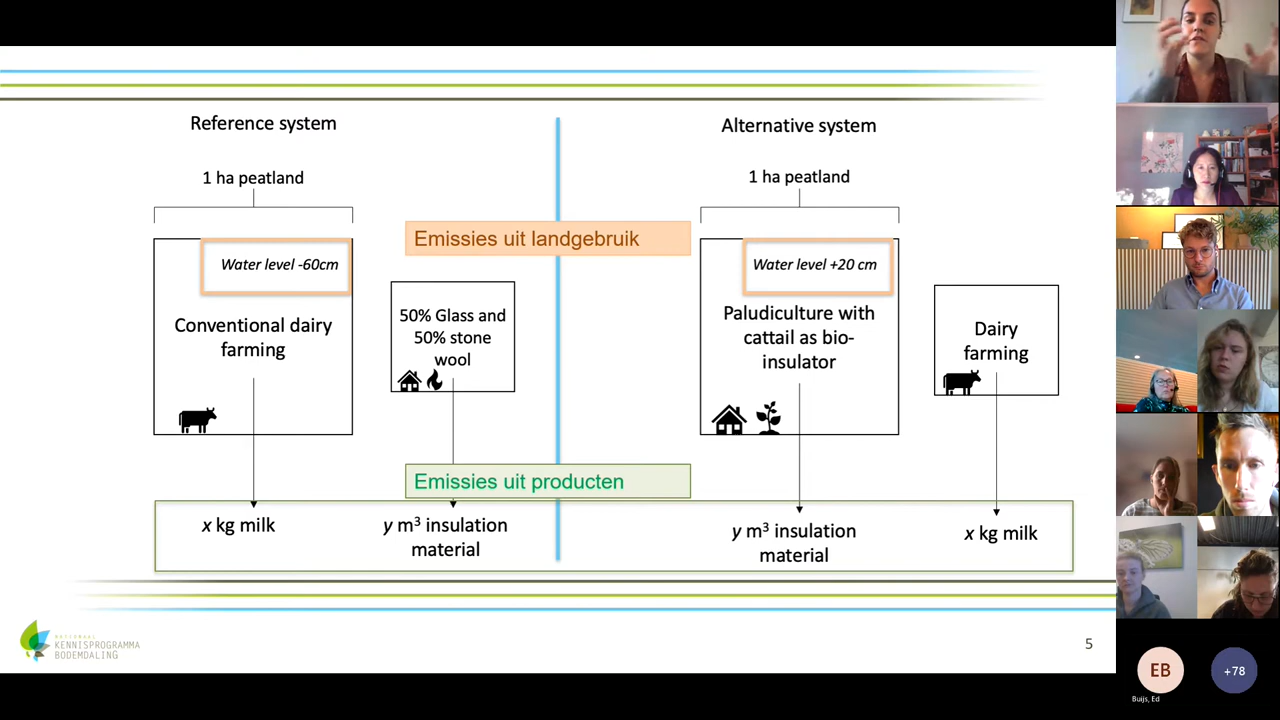 Reference system
Alternative system
1 ha peatland
1 ha peatland
Emissies uit landgebruik
Water level -60cm
Water level +20 cm
Conventional dairy
farming
50% Glass and
50% stone
wool
Paludiculture with
cattail as bio-
insulator
Dairy
farming
Emissies uit producten
x kg milk
y m³ insulation
material
y m³ insulation
material
x kg milk
NATIONAAL
KENNISPROGRAMMA
BODEMDALING
5
EB
+78
Buijs, Ed